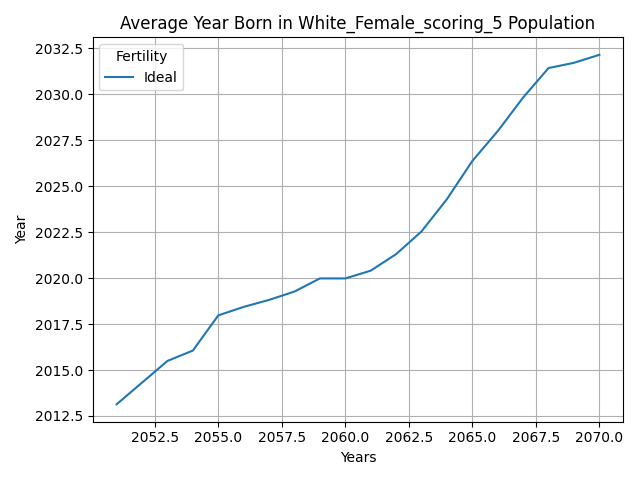 Average Year Born in White_Female_scoring_5 Population
Fertility
Ideal
2032.5
2030.0
2027.5
2025.0
2022.5
2020.0
2017.5
2015.0
2012.5
Year
2052.5 2055.0 2057.5 2060.0 2062.5 2065.0 2067.5 2070.0
Years